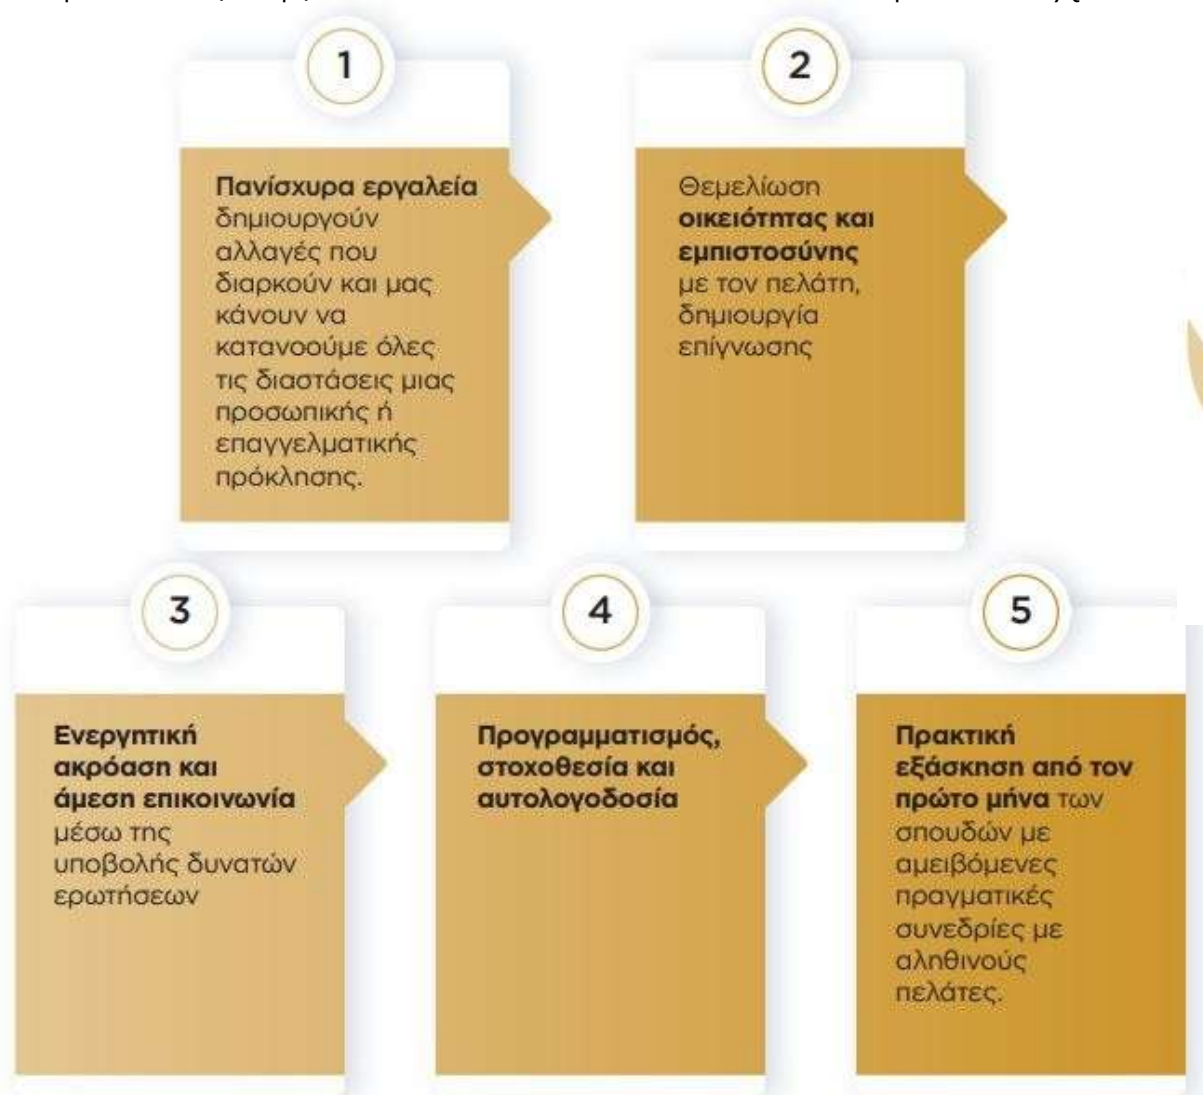 1
Πανίσχυρα εργαλεία
δημιουργούν
αλλαγές που
διαρκούν και μας
κάνουν να
κατανοούμε όλες
τις διαστάσεις μιας
προσωπικής ή
επαγγελματικής
πρόκλησης.
2
Θεμελίωση
οικειότητας και
εμπιστοσύνης
με τον πελάτη,
δημιουργία
επίγνωσης
3
Ενεργητική
ακρόαση και
άμεση επικοινωνία
μέσω της
υποβολής δυνατών
ερωτήσεων
4
Προγραμματισμός,
στοχοθεσία και
αυτολογοδοσία
5
Πρακτική
εξάσκηση από τον
πρώτο μήνα των
σπουδών με
αμειβόμενες
πραγματικές
συνεδρίες με
αληθινούς
πελάτες.